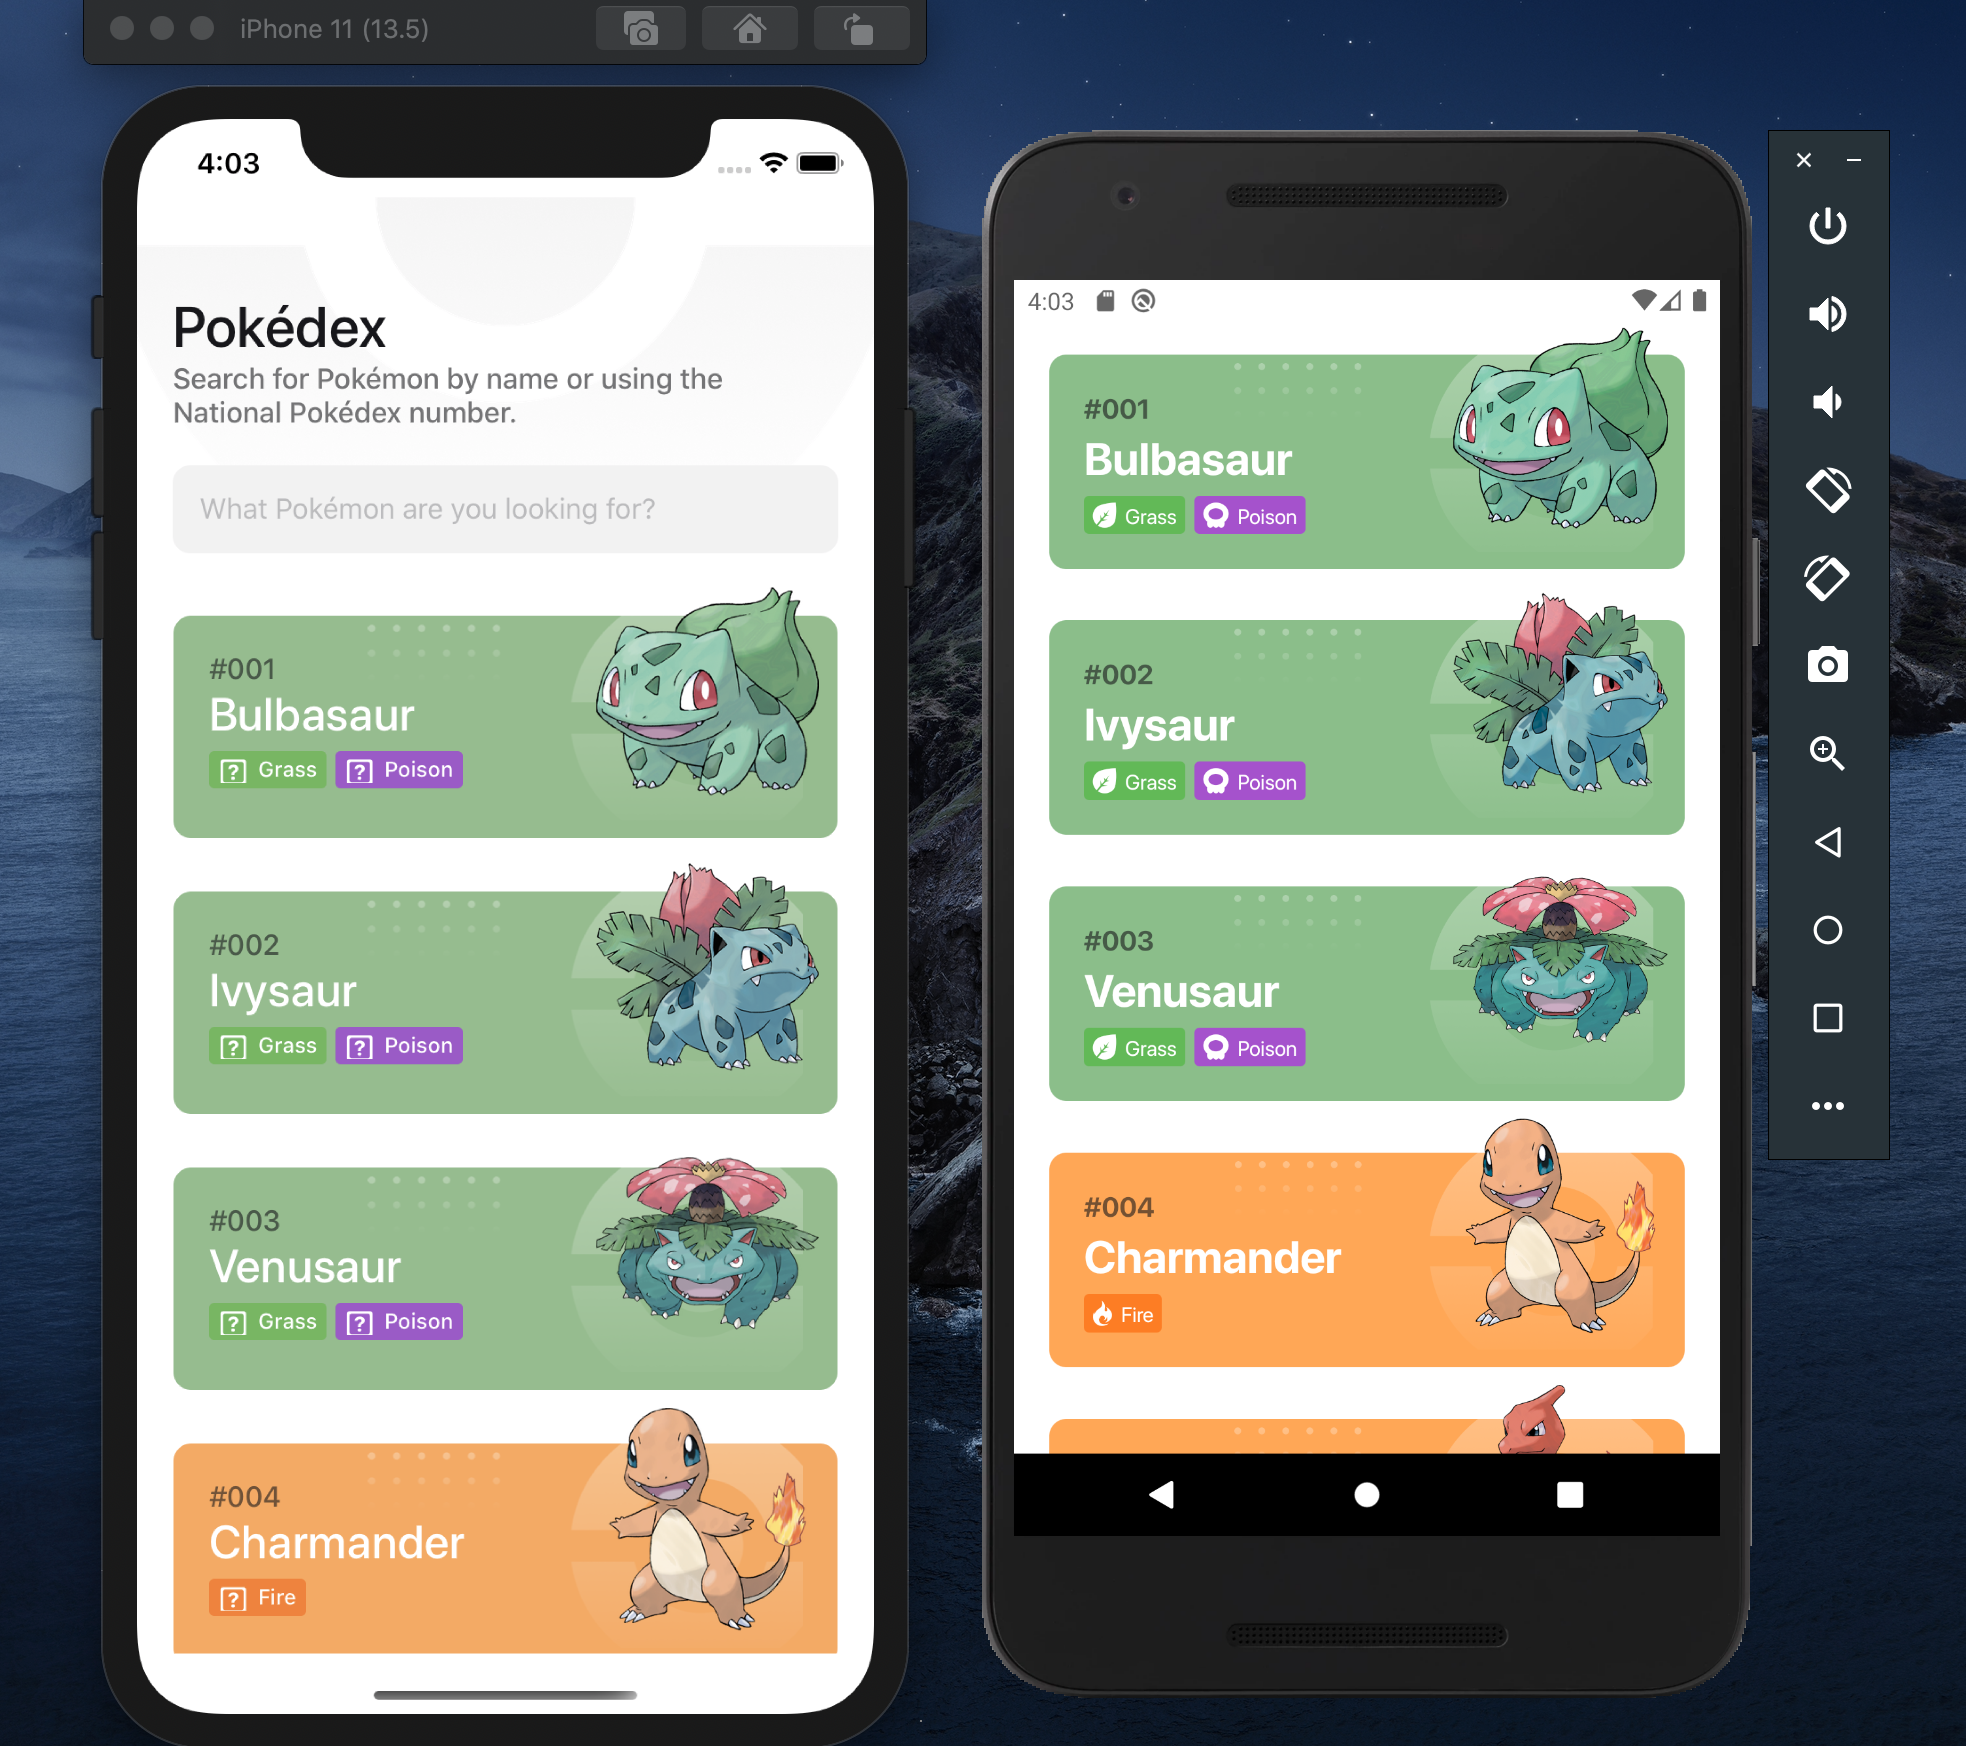 iPhone 11 (13.5)
4:03
Pokédex
Search for Pokémon by name or using the
National Pokédex number.
What Pokémon are you looking for?
#001
Bulbasaur
? Grass ? Poison
#002
Ivysaur
? Grass ? Poison
#003
Venusaur
? Grass ? Poison
#004
Charmander
? Fire
4:03
#001
Bulbasaur
Grass Poison
#002
Ivysaur
Grass Poison
#003
Venusaur
Grass Poison
#004
Charmander
Fire